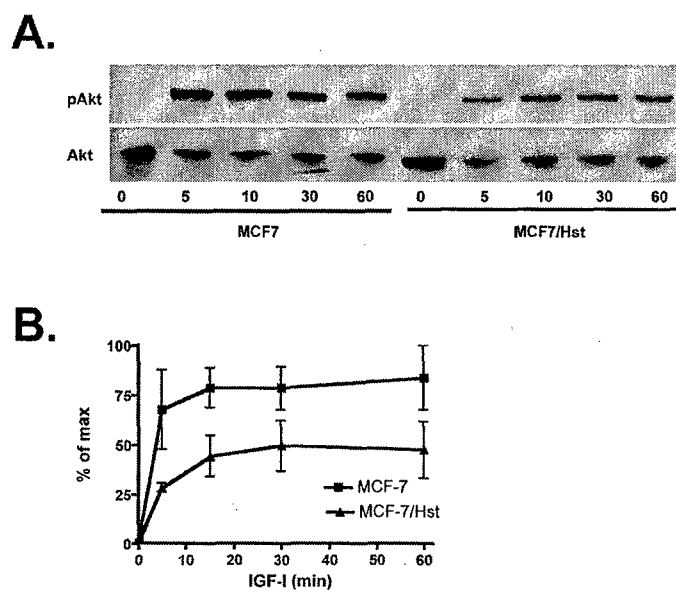 A.
pAkt
Akt
0 5 10 30 60 0 5 10 30 60
MCF7 MCF7/Hst
B.
100
75
50
25
0
% of max
MCF-7
MCF-7/Hst
0 10 20 30 40 50 60
IGF-I (min)